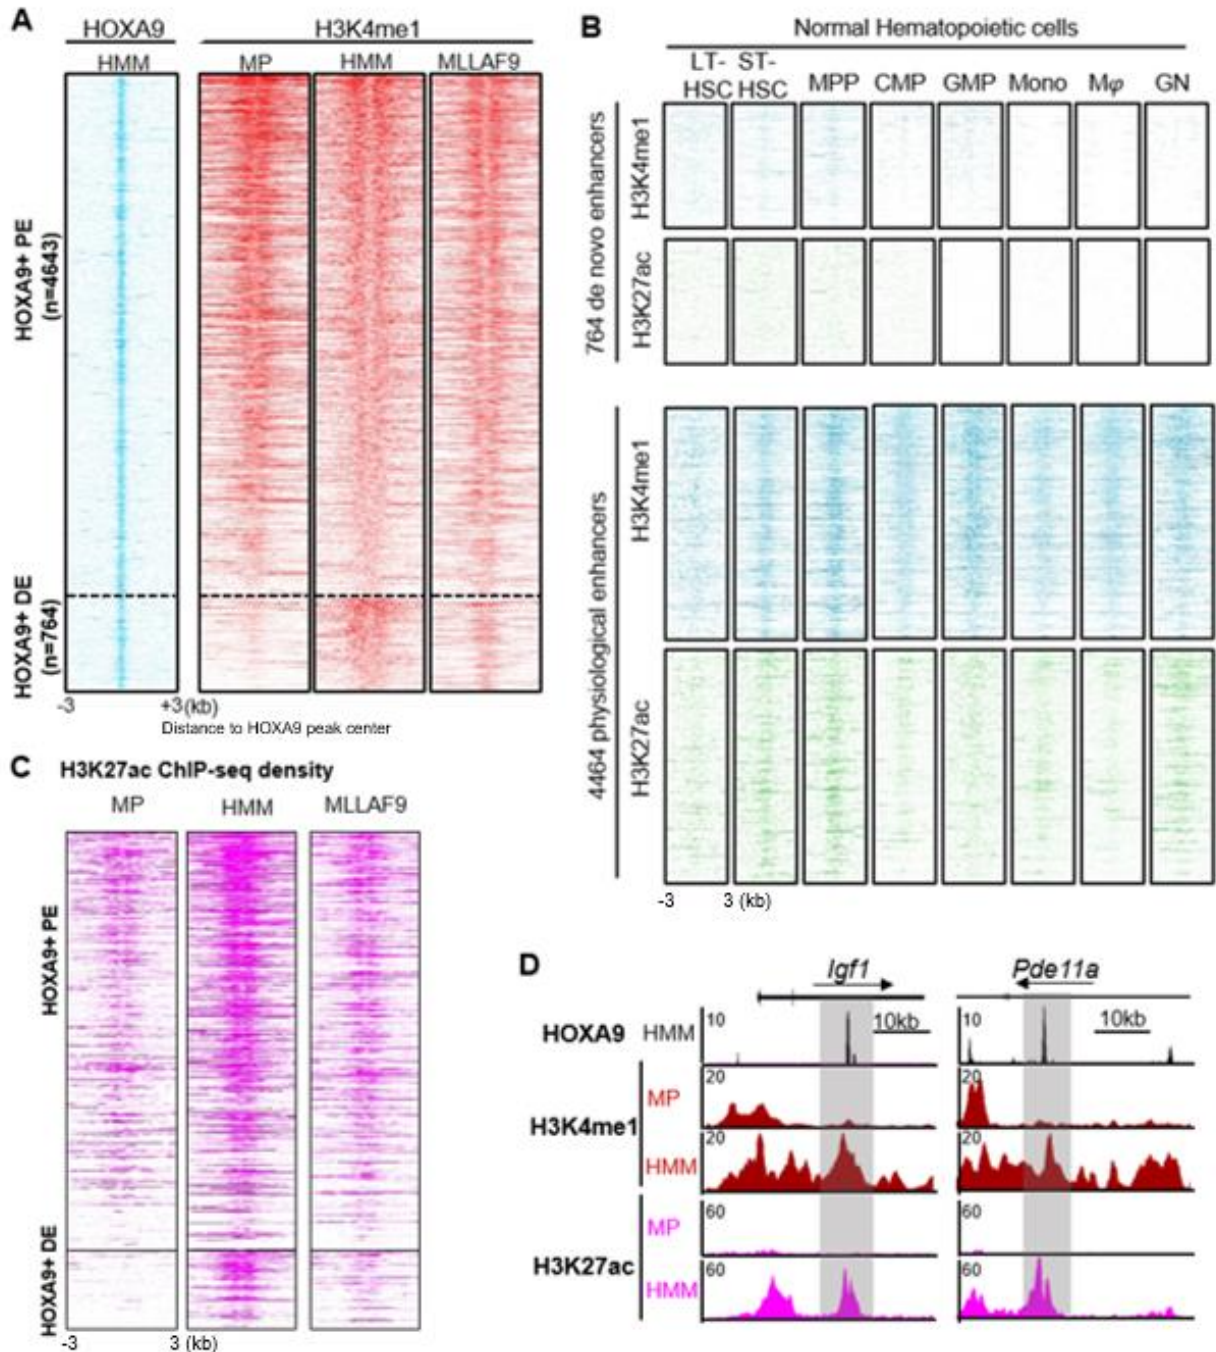 A
HOXA9 H3K4me1
HMM MP HMM MLLAF9
HOXA9+ PE
(n=4643)
HOXA9+ DE
(n=764)
-3 +3(kb)
Distance to HOXA9 peak center
B
Normal Hematopoietic cells
LT-HSC ST-HSC MPP CMP GMP Mono Mφ GN
764 de novo enhancers
H3K4me1
H3K27ac
4464 physiological enhancers
H3K4me1
H3K27ac
-3 3 (kb)
C H3K27ac ChIP-seq density
MP HMM MLLAF9
HOXA9+ PE
HOXA9+ DE
-3 3 (kb)
D
Igf1 Pde11a
HOXA9 HMM 10 10kb 10 10kb
H3K4me1
MP 20
HMM 20 20
H3K27ac
MP 60 60
HMM 60 60